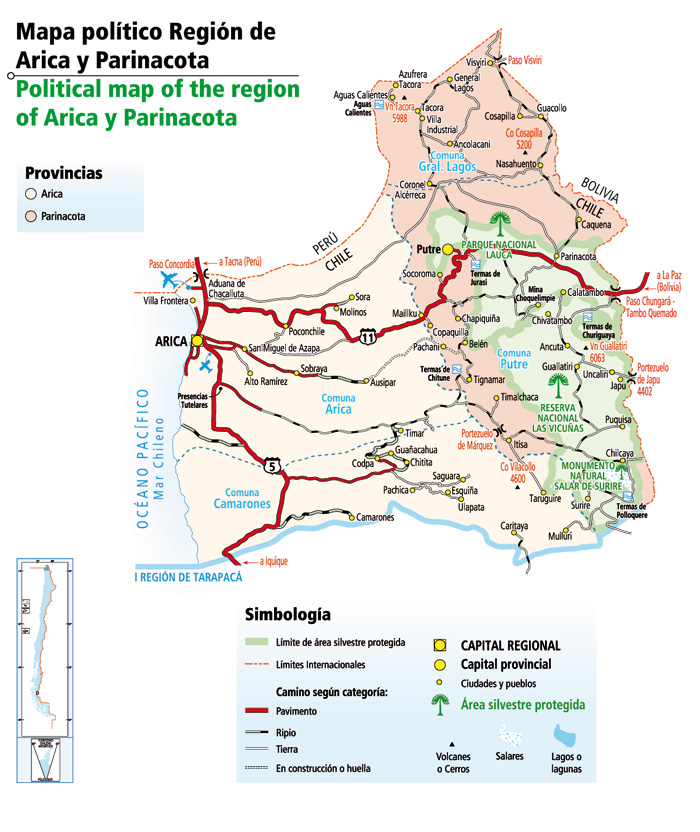 Mapa político Región de
Arica y Parinacota
Political map of the region
of Arica y Parinacota
Provincias
Arica
Parinacota
Visviri
Paso Visviri
Azufrera
Tacora
General
Lagos
Aguas Calientes
Aguas
Calientes
Vn Tacora
5988
Tacora
Villa
Industrial
Cosapilla
Guacollo
Co Cosapilla
5200
Ancolacani
Comuna
Gral. Lagos
Nasahuento
Coronel
Alcérreca
BOLIVIA
CHILE
Caquena
PERÚ
CHILE
Putre
PARQUE NACIONAL
LAUCA
Parinacota
Paso Concordia
a Tacna (Perú)
Aduana de
Chacalluta
Villa Frontera
Socoroma
Termas de
Jurasi
Mina
Choquelimpie
Calatambo
a La Paz
(Bolivia)
Paso Chungará -
Tambo Quemado
Sora
Molinos
Mailku
Chapiquiña
Chivatambo
Termas de
Churiguaya
Poconchile
11
Copaquilla
ARICA
San Miguel de Azapa
Pachani
Belén
Comuna
Putre
Ancuta
Vn Guallatiri
6063
Guallatiri
Portezuelo
de Japu
4402
Uncaliri
Japu
Sobraya
Alto Ramírez
Ausipar
Termas de
Chitune
Tignamar
Presencias
Tutelares
Comuna
Arica
Timalchaca
RESERVA
NACIONAL
LAS VICUÑAS
Puquisa
OCÉANO PACÍFICO
Mar Chileno
Timar
Portezuelo
de Márquez
Itisa
Guañacahua
Codpa
Chitita
5
Chilcaya
Co Vilacollo
4600
MONUMENTO
NATURAL
SALAR DE SURIRE
Saguara
Pachica
Esquiña
Ulapata
Comuna
Camarones
Taruguire
Surire
Termas de
Polloquere
Camarones
Caritaya
Mulluri
a Iquique
I REGIÓN DE TARAPACÁ
Simbología
Límite de área silvestre protegida
Límites Internacionales
Camino según categoría:
Pavimento
Ripio
Tierra
En construcción o huella
CAPITAL REGIONAL
Capital provincial
Ciudades y pueblos
Área silvestre protegida
Volcanes
o Cerros
Salares
Lagos o
lagunas